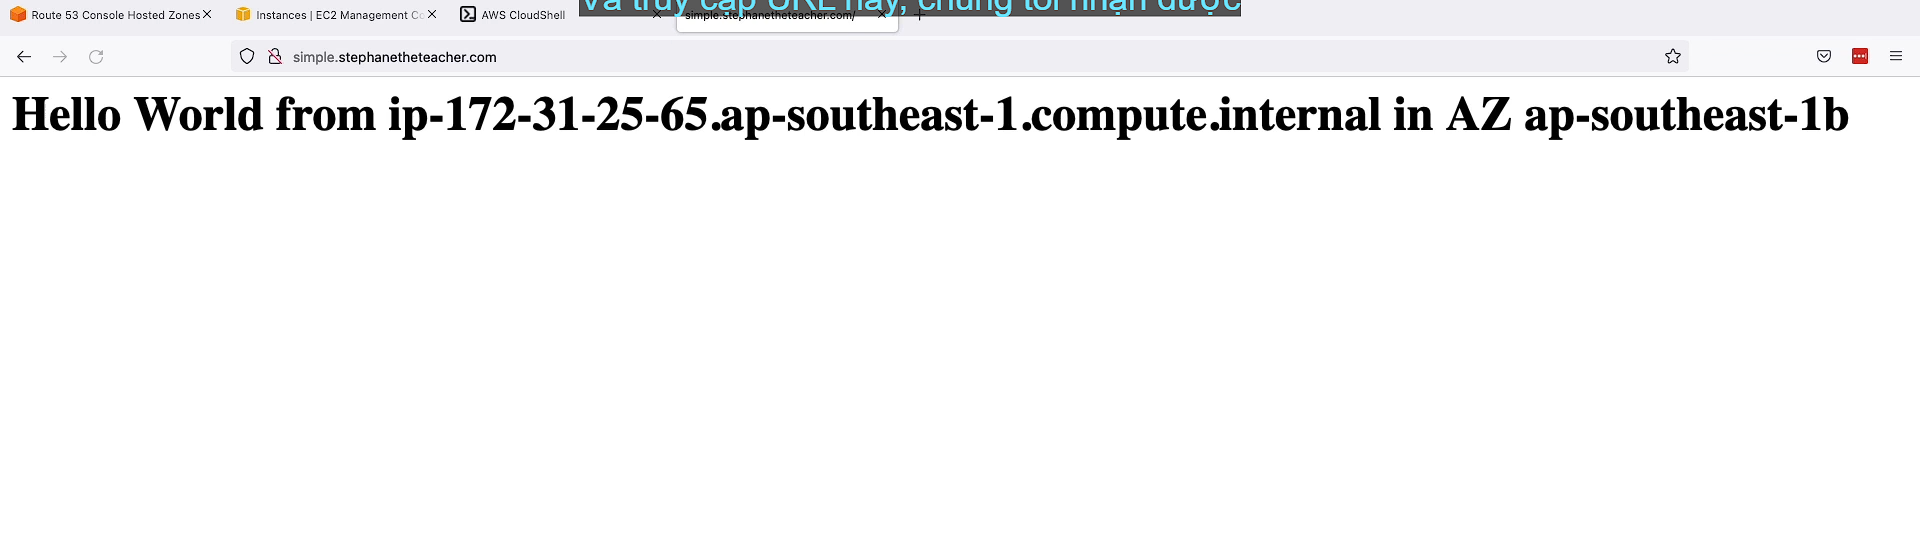 Route 53 Console Hosted Zones
Instances | EC2 Management Co
AWS CloudShell
Và truy cập URL này, chúng tôi nhận được
simple.stephanetheteacher.com/
simple.stephanetheteacher.com
Hello World from ip-172-31-25-65.ap-southeast-1.compute.internal in AZ ap-southeast-1b